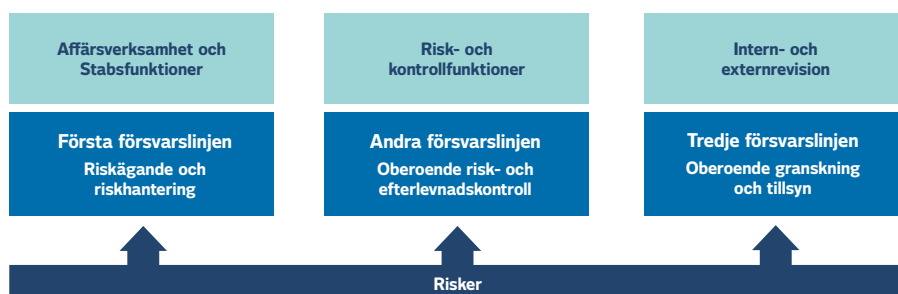 Affärsverksamhet och
Stabsfunktioner
Första försvarslinjen
Riskägande och
riskhantering
Risk- och
kontrollfunktioner
Andra försvarslinjen
Oberoende risk- och
efterlevnadskontroll
Intern- och
externrevision
Tredje försvarslinjen
Oberoende granskning
och tillsyn
Risker